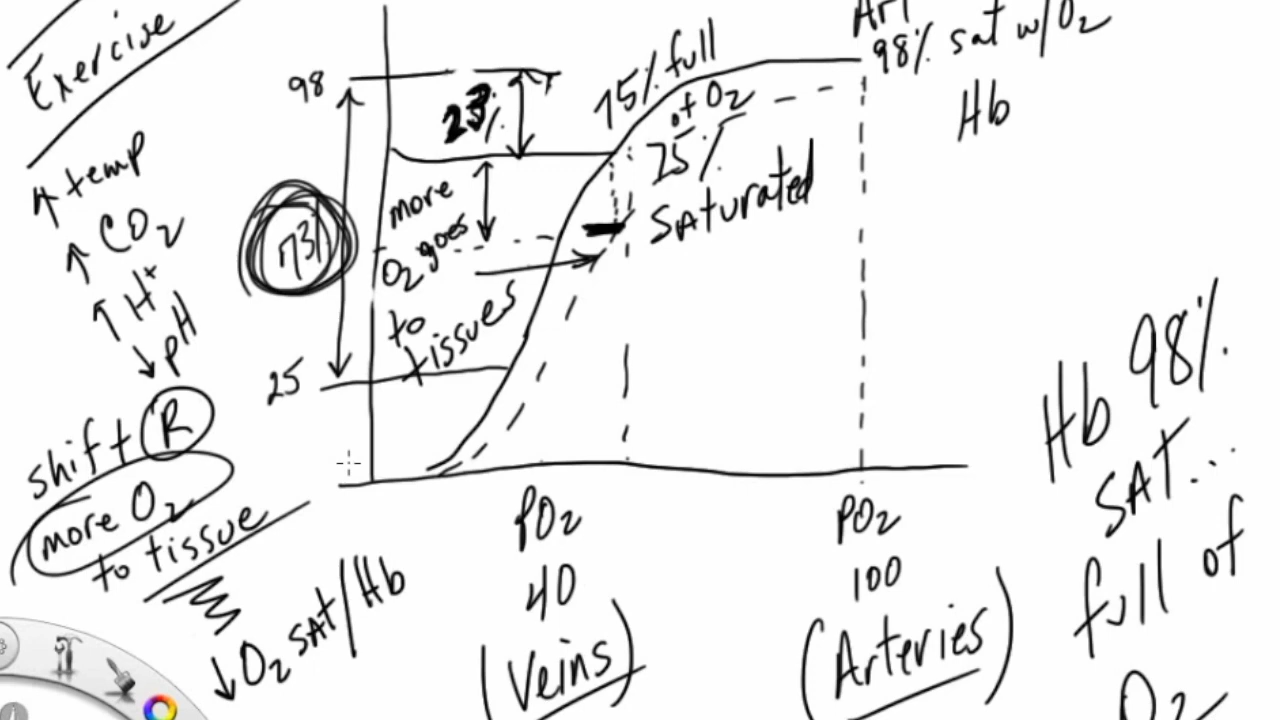 Exercise
↑ temp
↑ CO₂
↑ H⁺
↓ pH
shift R
more O₂
to tissue
↓ O₂ sat/Hb
98
23%
73%
25
more
O₂ goes
to
tissues
75% full
of O₂
25%
saturated
Art
98% sat w/O₂
Hb
PO₂
40
(Veins)
PO₂
100
(Arteries)
Hb 98%
SAT...
full of
O₂